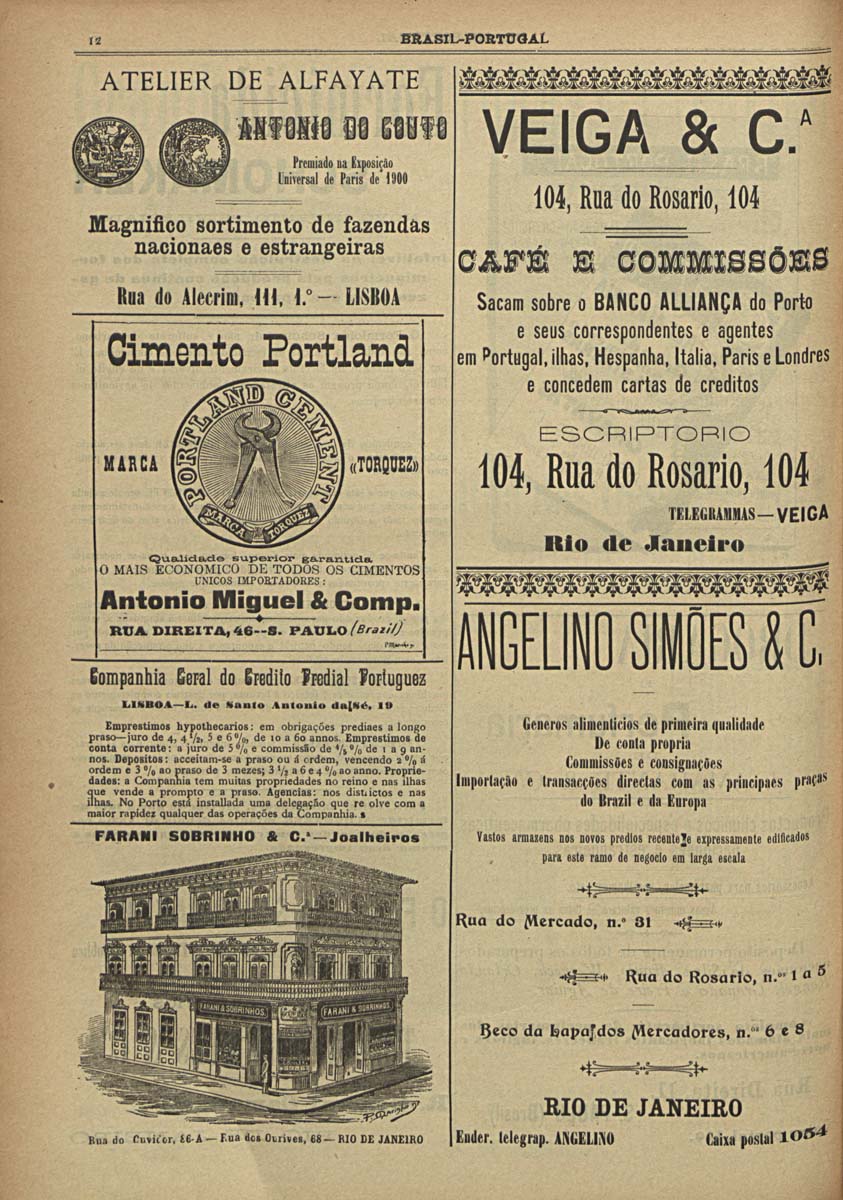 12
BRASIL-PORTUGAL
ATELIER DE ALFAYATE
ANTONIO DO COUTO
Premiado na Exposição
Universal de Paris de 1900
Magnifico sortimento de fazendas
nacionaes e estrangeiras
Rua do Alecrim, 111, 1.º — LISBOA
Cimento Portland
PORTLAND CEMENT
MARCA
«TORQUEZ»
MARCA TORQUEZ
Qualidade superior garantida
O MAIS ECONOMICO DE TODOS OS CIMENTOS
UNICOS IMPORTADORES:
Antonio Miguel & Comp.
RUA DIREITA, 46--S. PAULO (Brazil)
Companhia Geral do Credito Predial Portuguez
LISBOA—L. de Santo Antonio da Sé, 19
Emprestimos hypothecarios: em obrigações prediaes a longo
praso—juro de 4, 4 1/2, 5 e 6 %, de 10 a 60 annos. Emprestimos de
conta corrente: a juro de 5 % e commissão de 4/5 % de 1 a 9 an-
nos. Depositos: acceitam-se a praso ou á ordem, vencendo 2 % á
ordem e 3 % ao praso de 3 mezes; 3 1/2 a 6 e 4 % ao anno. Proprie-
dades: a Companhia tem muitas propriedades no reino e nas ilhas
que vende a prompto e a praso. Agencias: nos districtos e nas
ilhas. No Porto está installada uma delegação que re olve com a
maior rapidez qualquer das operações da Companhia. s
FARANI SOBRINHO & C.ª—Joalheiros
FARANI & SOBRINHOS.
FARANI & SOBRINHOS.
Rua do Cuvidor, 86-A — Rua dos Ourives, 68 — RIO DE JANEIRO
VEIGA & C.A
104, Rua do Rosario, 104
CAFÉ E COMMISSÕES
Sacam sobre o BANCO ALLIANÇA do Porto
e seus correspondentes e agentes
em Portugal, ilhas, Hespanha, Italia, Paris e Londres
e concedem cartas de creditos
ESCRIPTORIO
104, Rua do Rosario, 104
TELEGRAMMAS—VEIGA
Rio de Janeiro
ANGELINO SIMÕES & C.
Generos alimenticios de primeira qualidade
De conta propria
Commissões e consignações
Importação e transacções directas com as principaes praças
do Brazil e da Europa
Vastos armazens nos novos predios recente e expressamente edificados
para este ramo de negocio em larga escala
Rua do Mercado, n.º 31
Rua do Rosario, n.os 1 a 5
Beco da Lapa dos Mercadores, n.os 6 e 8
RIO DE JANEIRO
Ender. telegrap. ANGELINO
Caixa postal 1054